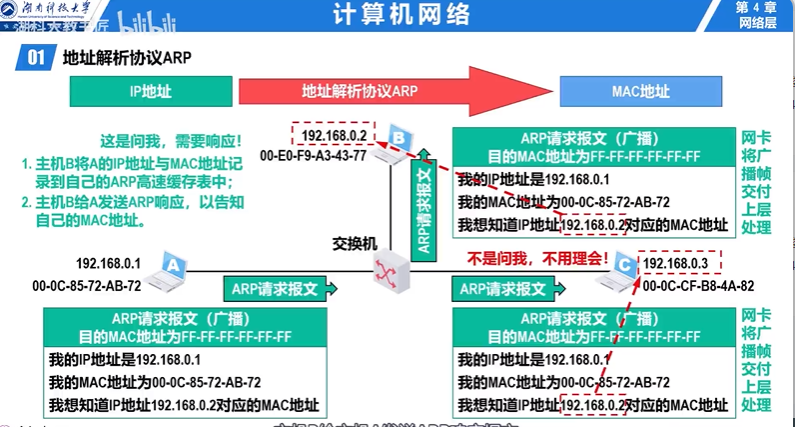 湖南科技大学
Hunan University of Science and Technology
计算机网络
第 4 章
网络层
湖科大教书匠 bilibili
01 地址解析协议ARP
IP地址
地址解析协议ARP
MAC地址
这是问我，需要响应！
1. 主机B将A的IP地址与MAC地址记
录到自己的ARP高速缓存表中；
2. 主机B给A发送ARP响应，以告知
自己的MAC地址。
192.168.0.2
B
00-E0-F9-A3-43-77
ARP请求报文
ARP请求报文（广播）
目的MAC地址为FF-FF-FF-FF-FF-FF
我的IP地址是192.168.0.1
我的MAC地址为00-0C-85-72-AB-72
我想知道IP地址192.168.0.2对应的MAC地址
网卡将广播帧交付上层处理
交换机
不是问我，不用理会！
192.168.0.1
A
00-0C-85-72-AB-72
ARP请求报文
ARP请求报文
C
192.168.0.3
00-0C-CF-B8-4A-82
ARP请求报文（广播）
目的MAC地址为FF-FF-FF-FF-FF-FF
我的IP地址是192.168.0.1
我的MAC地址为00-0C-85-72-AB-72
我想知道IP地址192.168.0.2对应的MAC地址
ARP请求报文（广播）
目的MAC地址为FF-FF-FF-FF-FF-FF
我的IP地址是192.168.0.1
我的MAC地址为00-0C-85-72-AB-72
我想知道IP地址192.168.0.2对应的MAC地址
网卡将广播帧交付上层处理